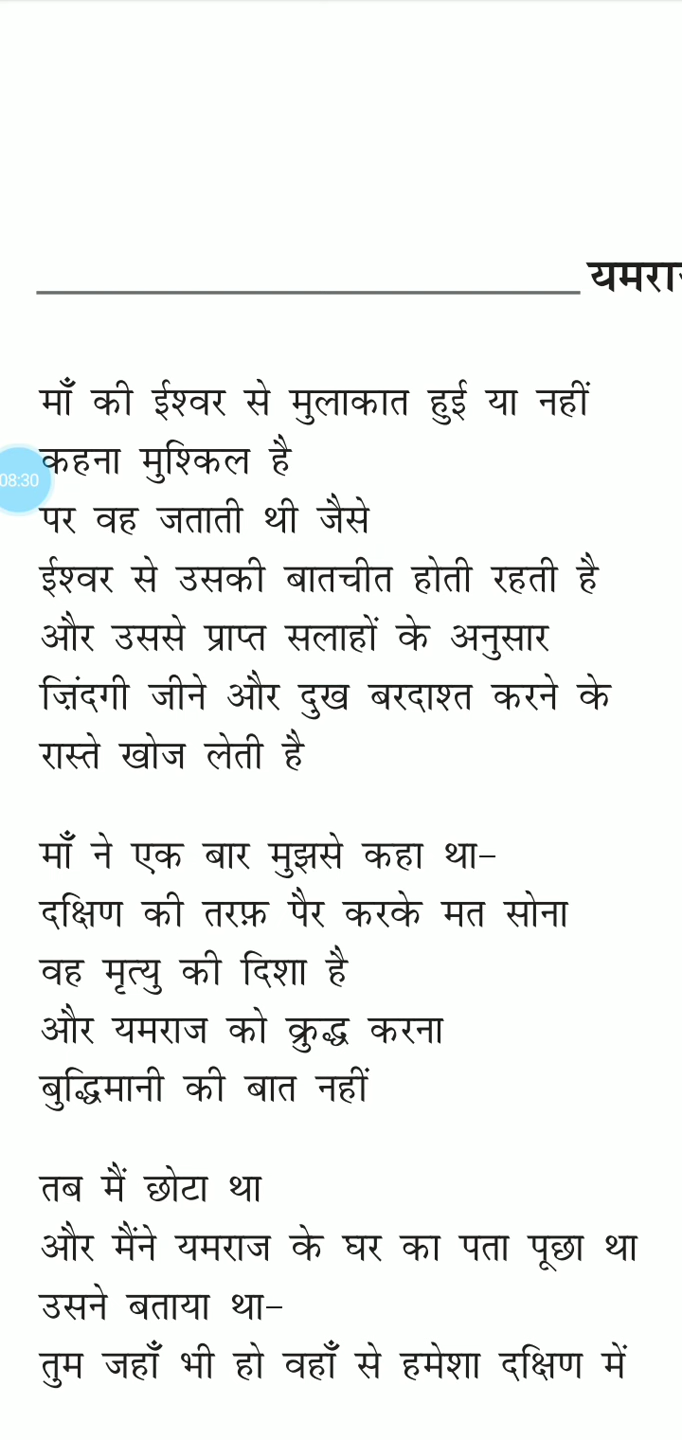 यमरा
माँ की ईश्वर से मुलाकात हुई या नहीं
कहना मुश्किल है
08:30
पर वह जताती थी जैसे
ईश्वर से उसकी बातचीत होती रहती है
और उससे प्राप्त सलाहों के अनुसार
ज़िंदगी जीने और दुख बरदाश्त करने के
रास्ते खोज लेती है
माँ ने एक बार मुझसे कहा था–
दक्षिण की तरफ़ पैर करके मत सोना
वह मृत्यु की दिशा है
और यमराज को क्रुद्ध करना
बुद्धिमानी की बात नहीं
तब मैं छोटा था
और मैंने यमराज के घर का पता पूछा था
उसने बताया था–
तुम जहाँ भी हो वहाँ से हमेशा दक्षिण में